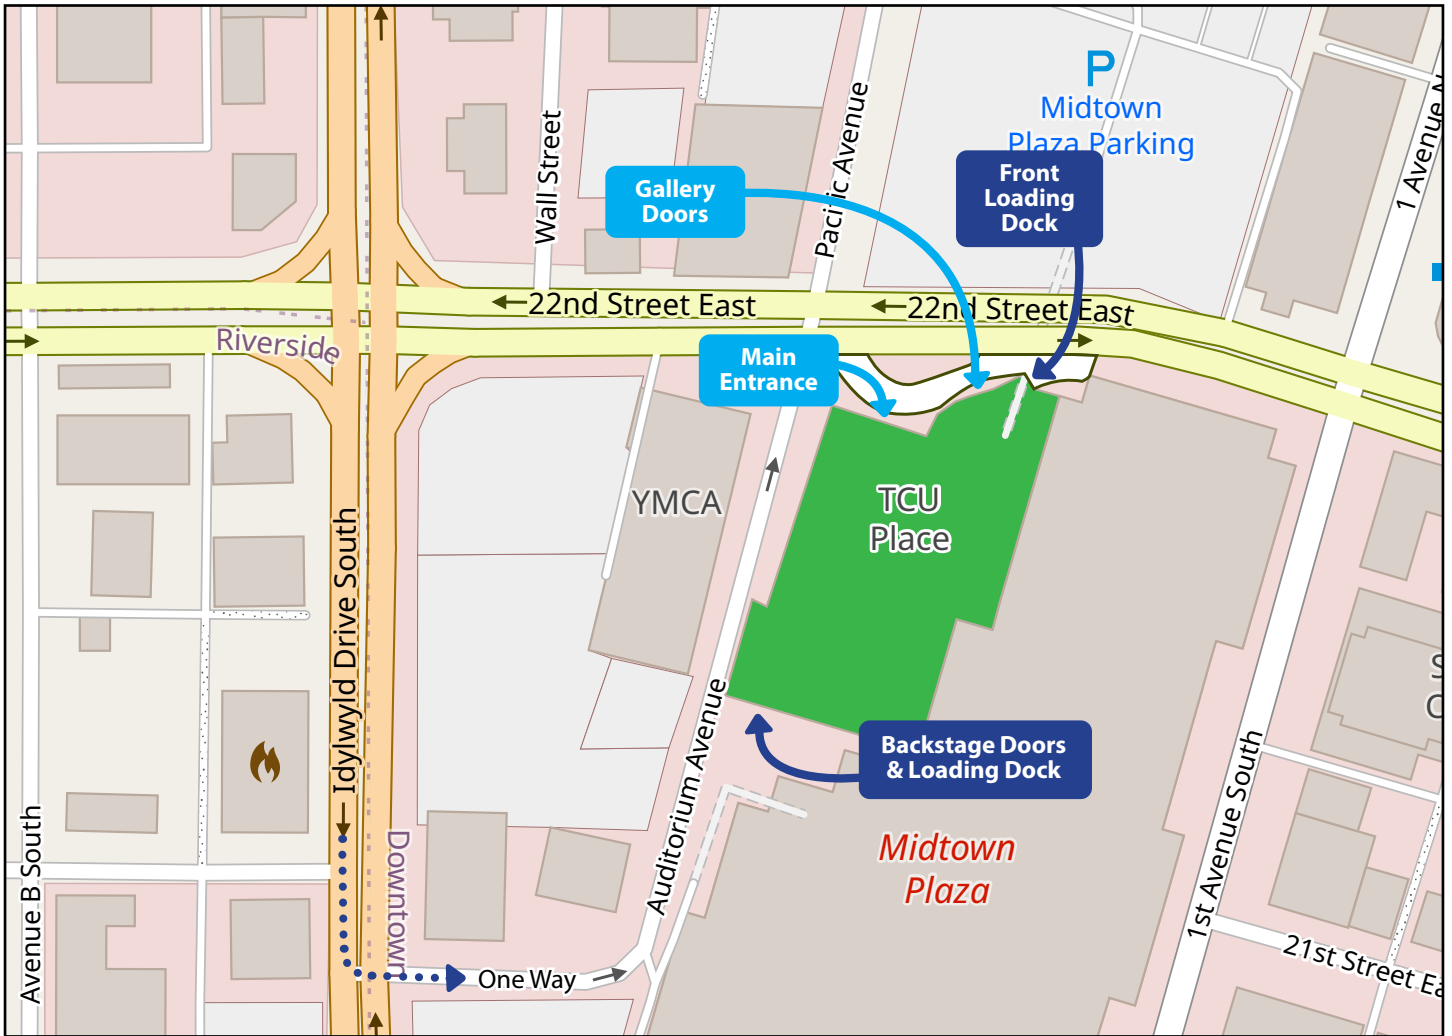 P
Midtown
Plaza Parking
Front
Loading
Dock
Gallery
Doors
Wall Street
Pacific Avenue
1 Avenue N
22nd Street East
22nd Street East
Riverside
Main
Entrance
YMCA
TCU
Place
Idylwyld Drive South
Auditorium Avenue
Backstage Doors
& Loading Dock
Midtown
Plaza
1st Avenue South
S
C
Avenue B South
Downtown
One Way
21st Street Ea